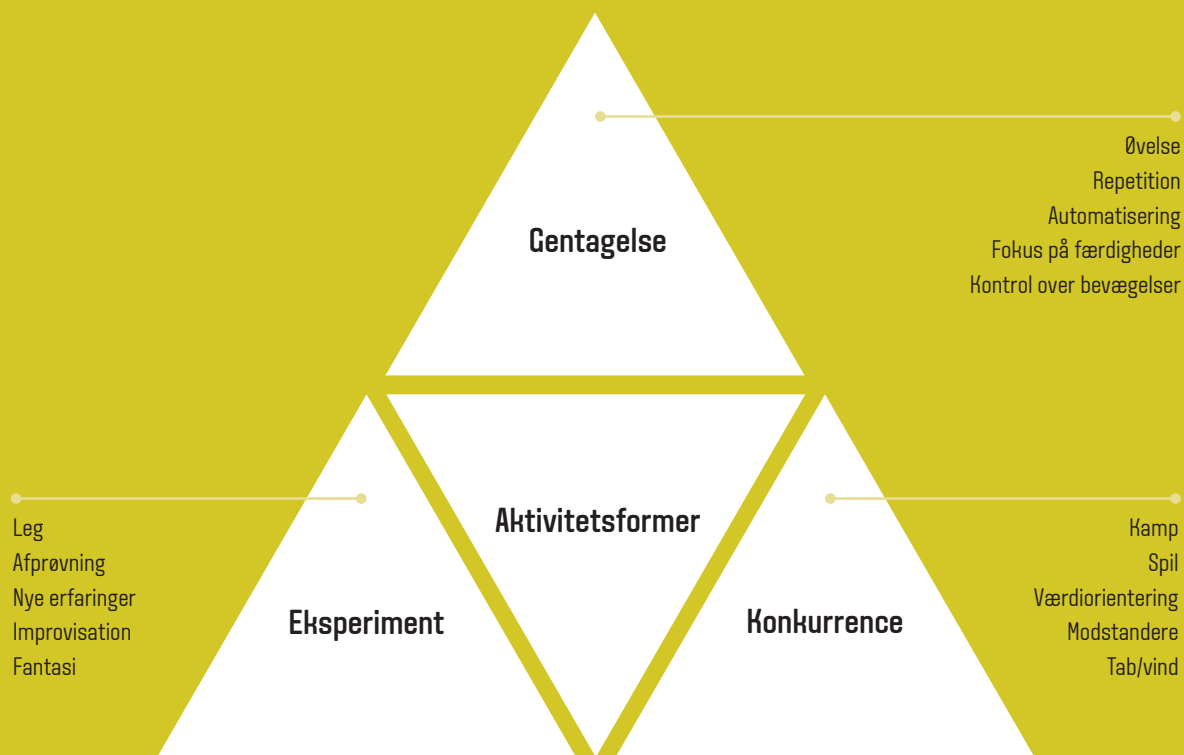 Øvelse
Repetition
Automatisering
Fokus på færdigheder
Kontrol over bevægelser
Gentagelse
Aktivitetsformer
Leg
Afprøvning
Nye erfaringer
Improvisation
Fantasi
Eksperiment
Konkurrence
Kamp
Spil
Værdiorientering
Modstandere
Tab/vind